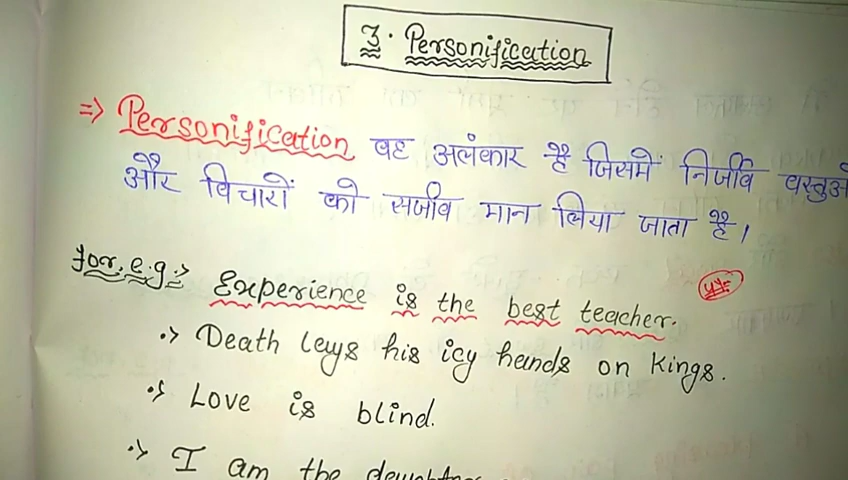 3. Personification
⇒ Personification वह अलंकार है जिसमें निर्जीव वस्तुओ
और विचारों को सजीव मान लिया जाता है।
for, e.g :> Experience is the best teacher.
•> Death leys his icy hands on kings.
•> Love is blind.
•> I am the